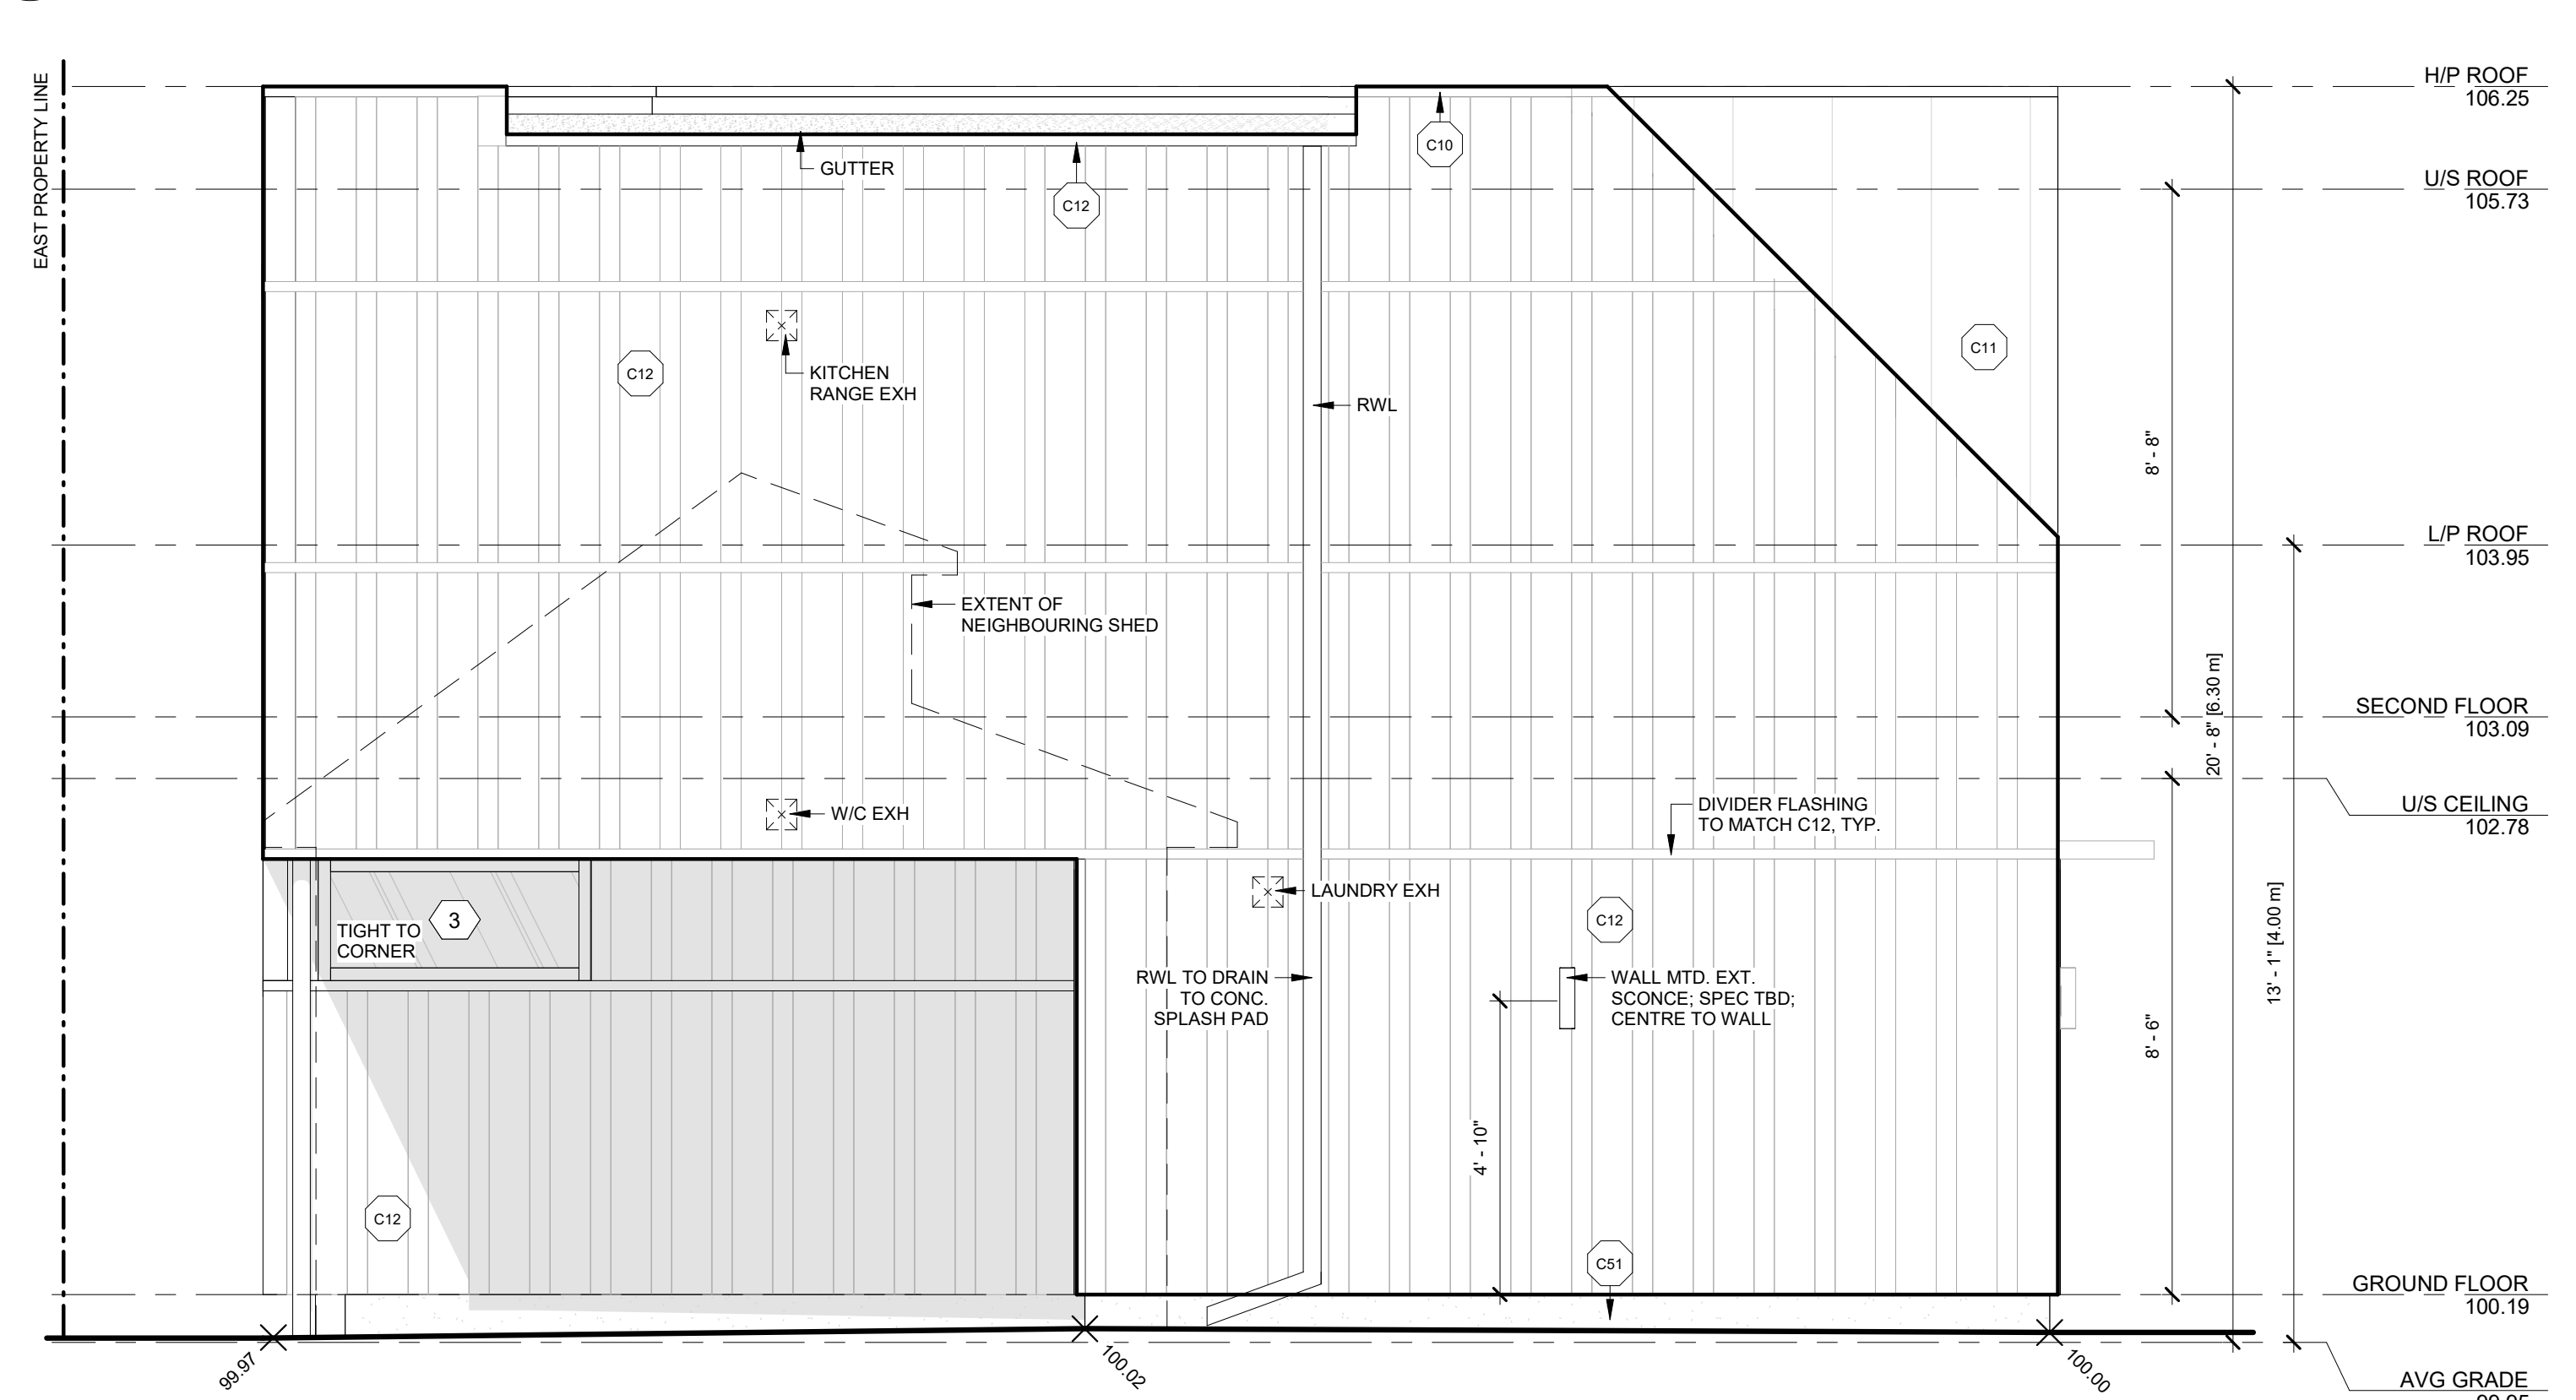 EAST PROPERTY LINE
H/P ROOF
106.25
C10
GUTTER
U/S ROOF
105.73
C12
C11
C12
KITCHEN
RANGE EXH
RWL
8' - 8"
L/P ROOF
103.95
EXTENT OF
NEIGHBOURING SHED
SECOND FLOOR
103.09
20' - 8" [6.30 m]
U/S CEILING
102.78
W/C EXH
DIVIDER FLASHING
TO MATCH C12, TYP.
LAUNDRY EXH
3
TIGHT TO
CORNER
C12
13' - 1" [4.00 m]
RWL TO DRAIN
TO CONC.
SPLASH PAD
WALL MTD. EXT.
SCONCE; SPEC TBD;
CENTRE TO WALL
8' - 6"
4' - 10"
C12
C51
GROUND FLOOR
100.19
99.97
100.02
100.00
AVG GRADE